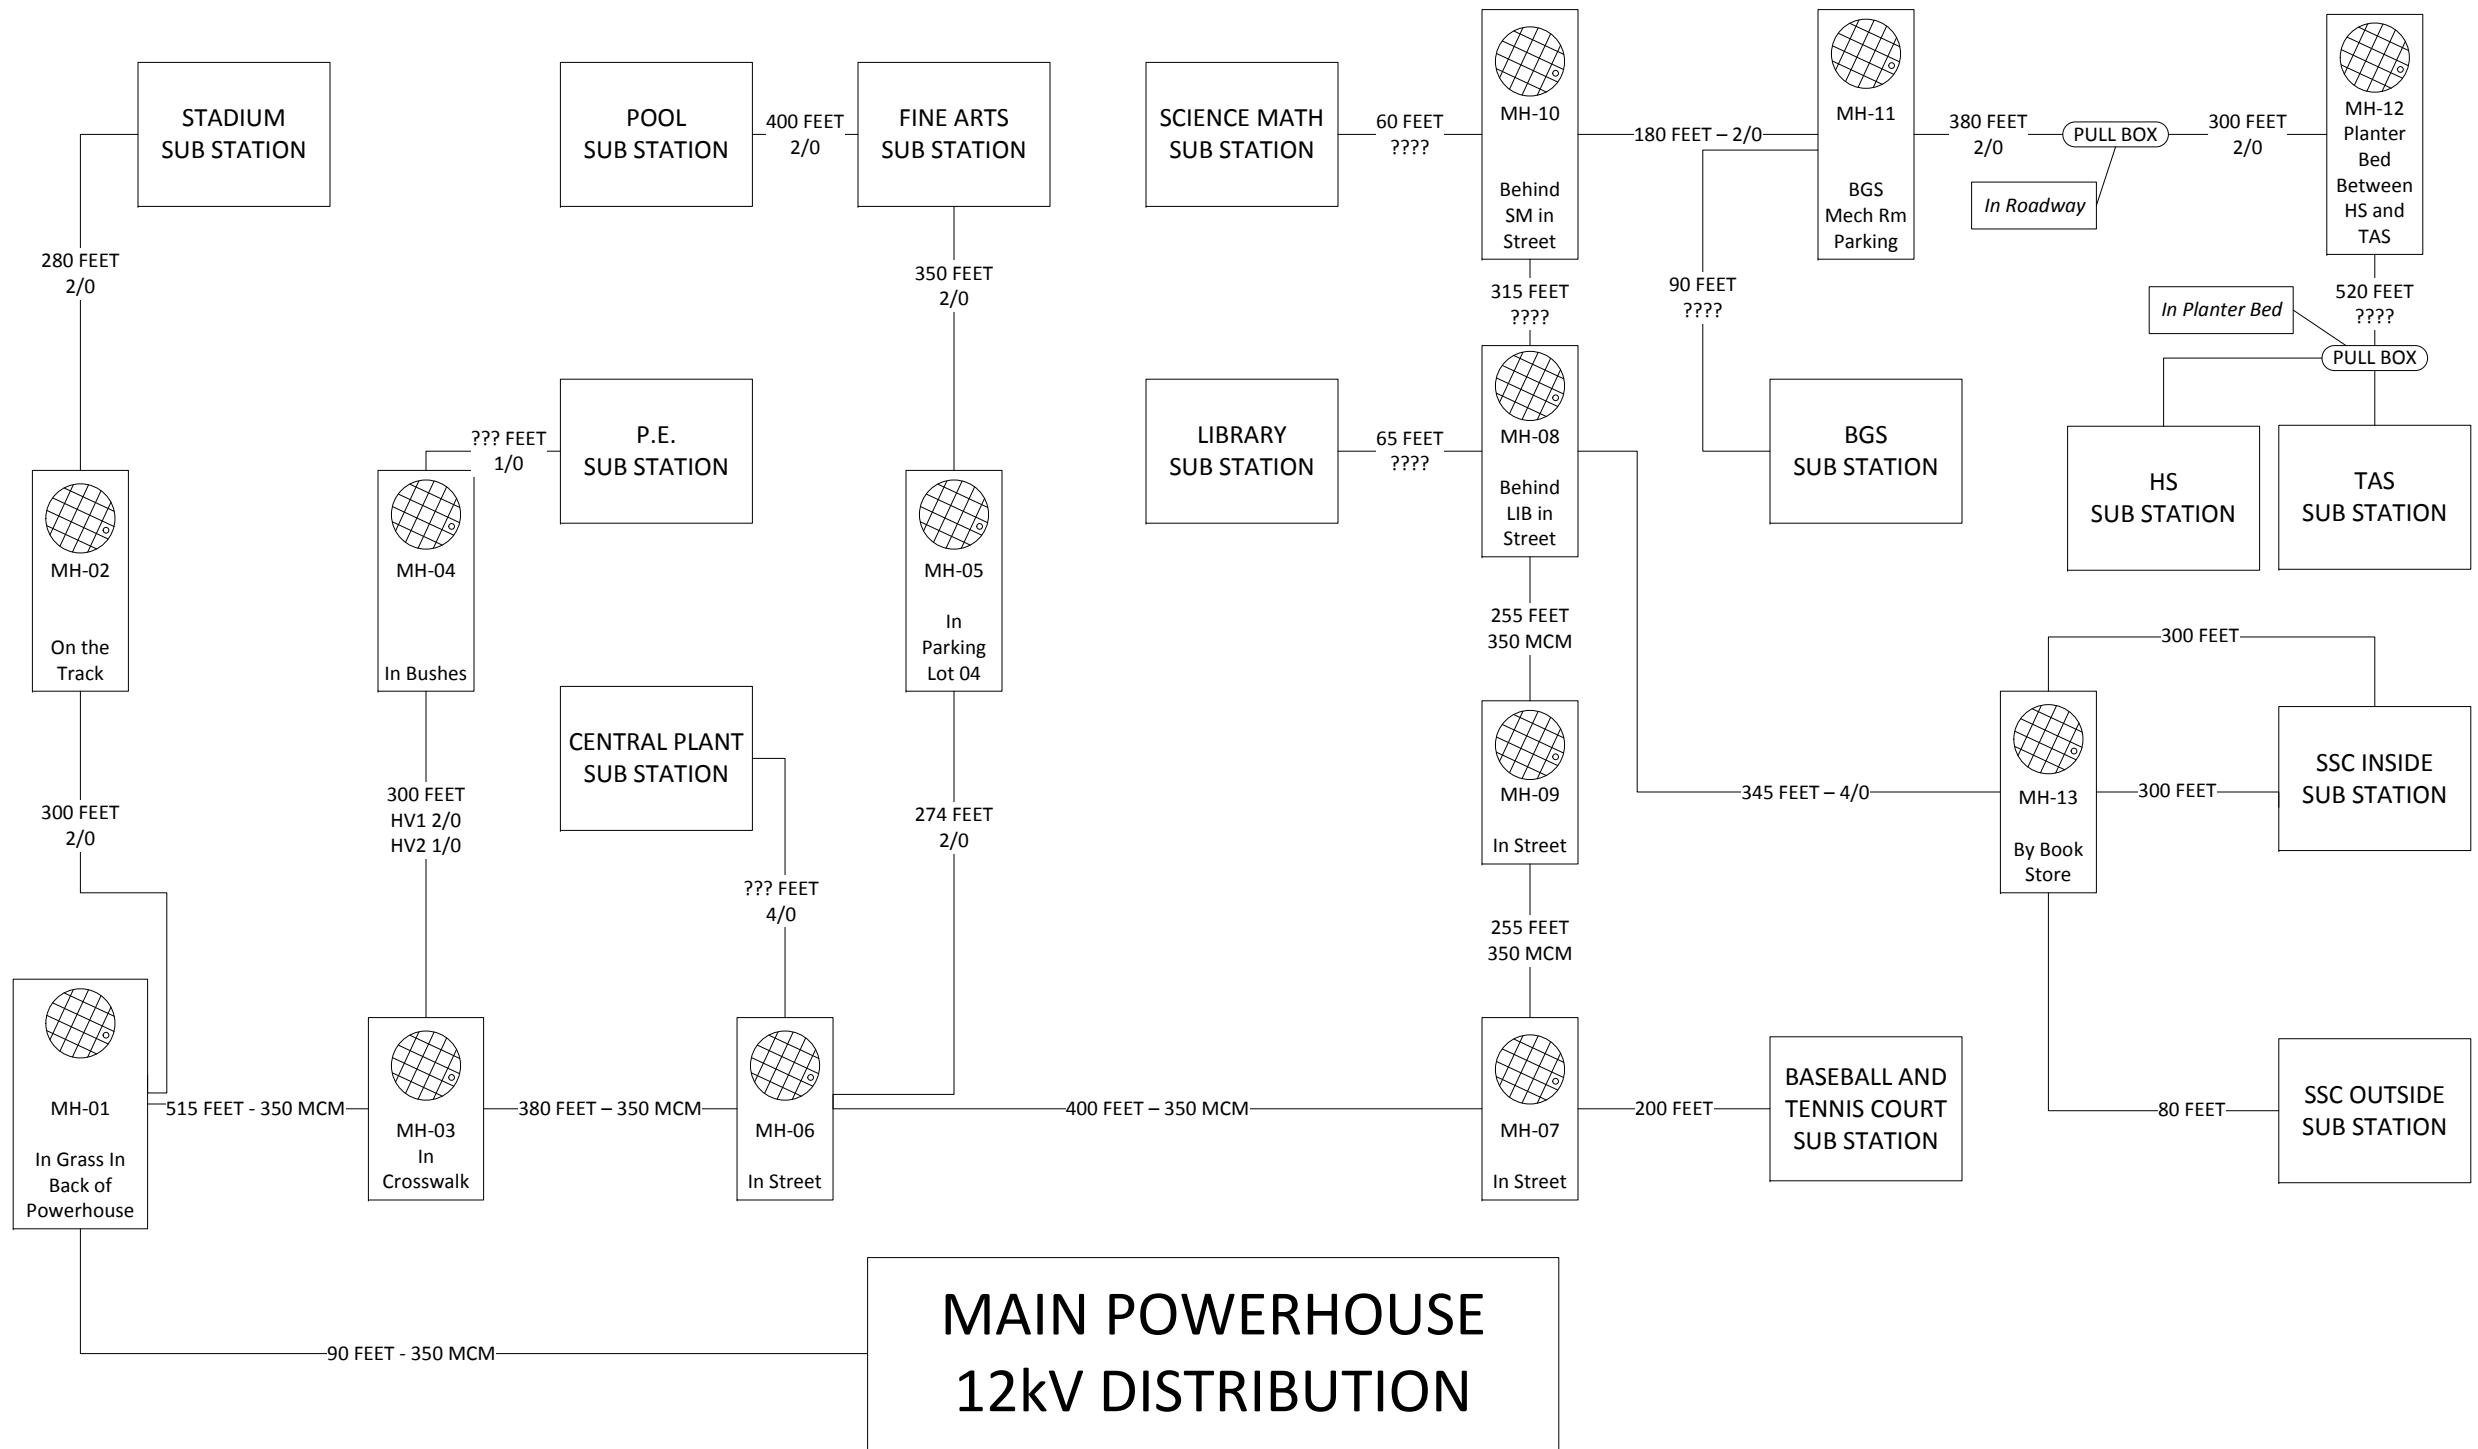 STADIUM
SUB STATION
POOL
SUB STATION
400 FEET
2/0
FINE ARTS
SUB STATION
SCIENCE MATH
SUB STATION
60 FEET
????
MH-10
Behind
SM in
Street
180 FEET – 2/0
MH-11
BGS
Mech Rm
Parking
380 FEET
2/0
PULL BOX
In Roadway
300 FEET
2/0
MH-12
Planter
Bed
Between
HS and
TAS
280 FEET
2/0
350 FEET
2/0
315 FEET
????
90 FEET
????
In Planter Bed
520 FEET
????
PULL BOX
??? FEET
1/0
P.E.
SUB STATION
LIBRARY
SUB STATION
65 FEET
????
MH-08
Behind
LIB in
Street
BGS
SUB STATION
HS
SUB STATION
TAS
SUB STATION
MH-02
On the
Track
MH-04
In Bushes
MH-05
In
Parking
Lot 04
255 FEET
350 MCM
300 FEET
CENTRAL PLANT
SUB STATION
MH-09
In Street
345 FEET – 4/0
MH-13
By Book
Store
300 FEET
SSC INSIDE
SUB STATION
300 FEET
2/0
300 FEET
HV1 2/0
HV2 1/0
274 FEET
2/0
??? FEET
4/0
255 FEET
350 MCM
MH-01
In Grass In
Back of
Powerhouse
515 FEET - 350 MCM
MH-03
In
Crosswalk
380 FEET – 350 MCM
MH-06
In Street
400 FEET – 350 MCM
MH-07
In Street
200 FEET
BASEBALL AND
TENNIS COURT
SUB STATION
80 FEET
SSC OUTSIDE
SUB STATION
90 FEET - 350 MCM
MAIN POWERHOUSE
12kV DISTRIBUTION